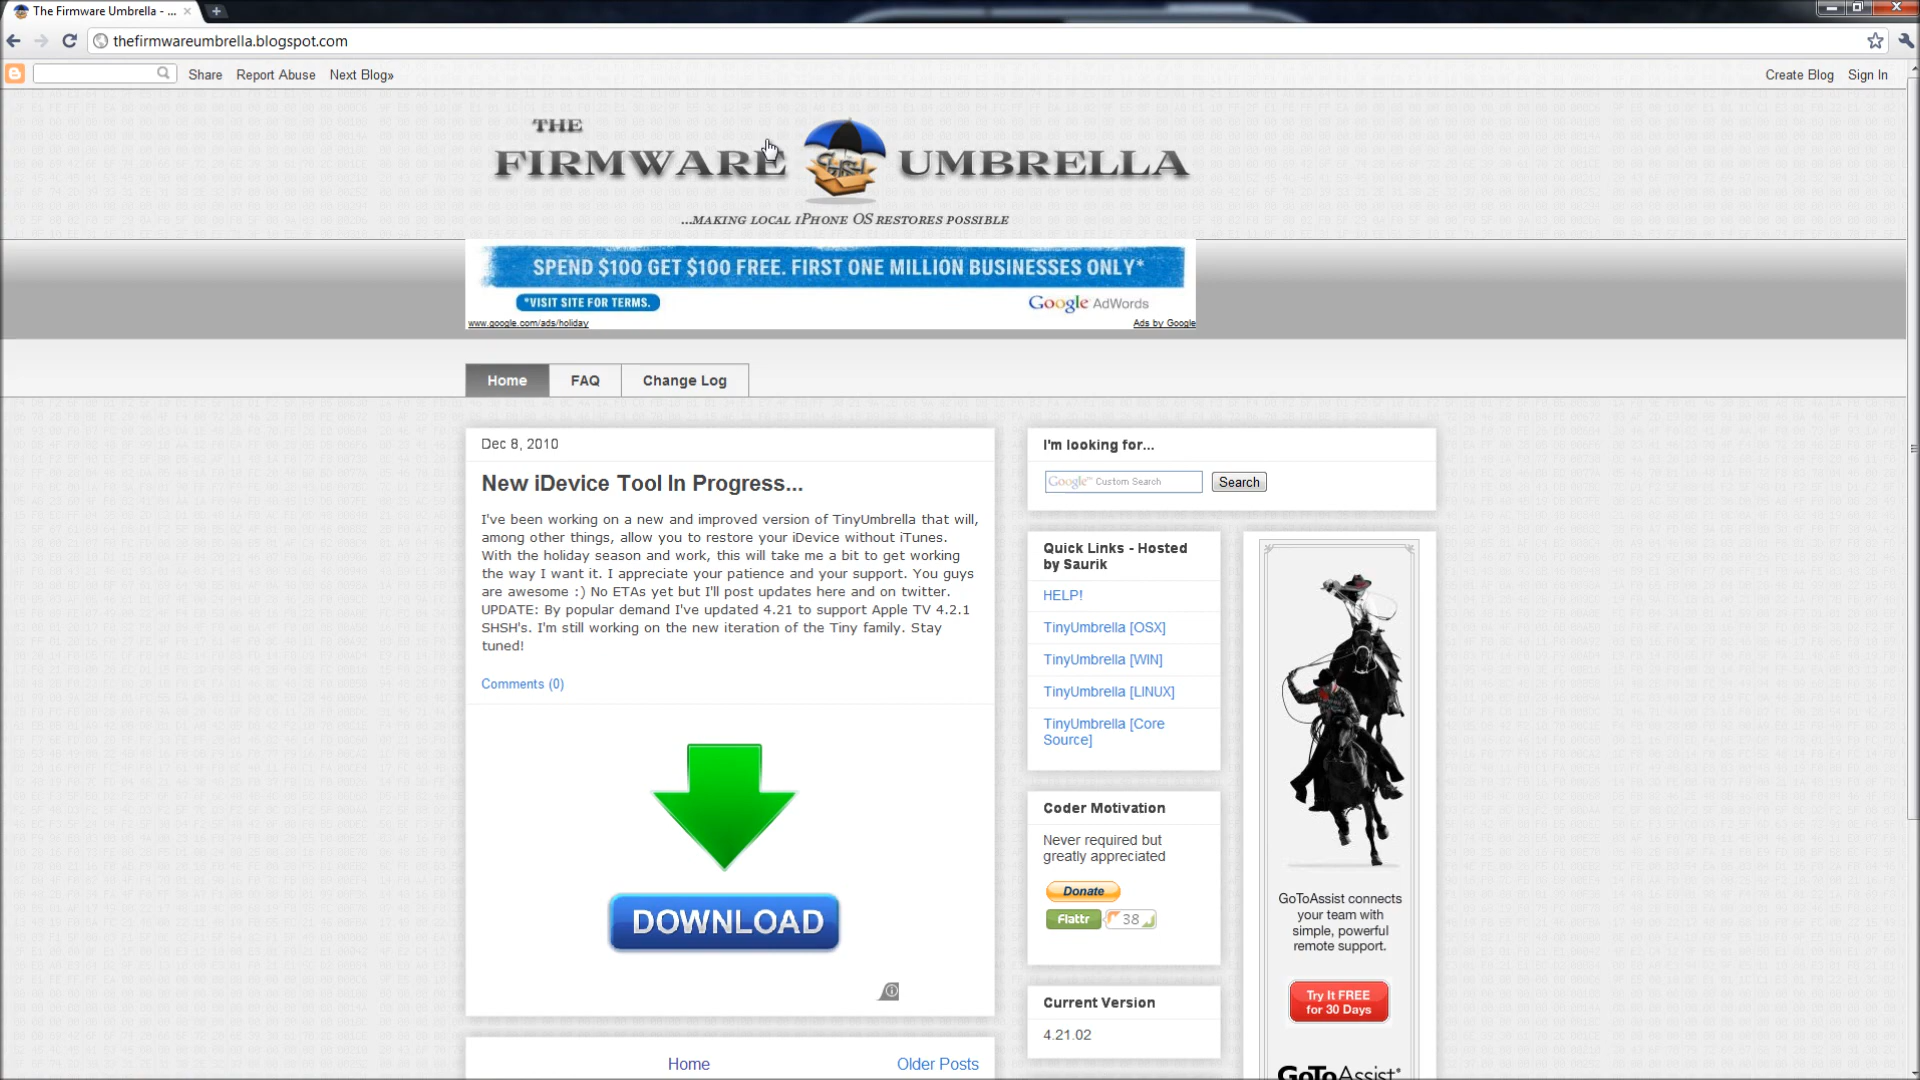 The Firmware Umbrella - ...
thefirmwareumbrella.blogspot.com
Share Report Abuse Next Blog» Create Blog Sign In
THE
FIRMWARE UMBRELLA
...MAKING LOCAL iPHONE OS RESTORES POSSIBLE
SPEND $100 GET $100 FREE. FIRST ONE MILLION BUSINESSES ONLY*
*VISIT SITE FOR TERMS.
Google AdWords
www.google.com/ads/holiday Ads by Google
Home FAQ Change Log
Dec 8, 2010
New iDevice Tool In Progress...
I've been working on a new and improved version of TinyUmbrella that will,
among other things, allow you to restore your iDevice without iTunes.
With the holiday season and work, this will take me a bit to get working
the way I want it. I appreciate your patience and your support. You guys
are awesome :) No ETAs yet but I'll post updates here and on twitter.
UPDATE: By popular demand I've updated 4.21 to support Apple TV 4.2.1
SHSH's. I'm still working on the new iteration of the Tiny family. Stay
tuned!
Comments (0)
DOWNLOAD
Home Older Posts
I'm looking for...
Google™ Custom Search Search
Quick Links - Hosted
by Saurik
HELP!
TinyUmbrella [OSX]
TinyUmbrella [WIN]
TinyUmbrella [LINUX]
TinyUmbrella [Core
Source]
Coder Motivation
Never required but
greatly appreciated
Donate
Flattr 38
Current Version
4.21.02
GoToAssist connects
your team with
simple, powerful
remote support.
Try It FREE
for 30 Days
GoToAssist